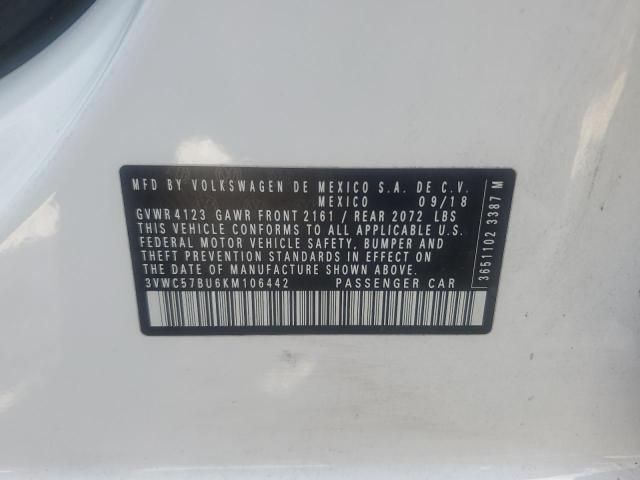 MFD BY VOLKSWAGEN DE MEXICO S.A. DE C.V.
MEXICO 09/18
GVWR 4123 GAWR FRONT 2161 / REAR 2072 LBS
THIS VEHICLE CONFORMS TO ALL APPLICABLE U.S.
FEDERAL MOTOR VEHICLE SAFETY, BUMPER AND
THEFT PREVENTION STANDARDS IN EFFECT ON
THE DATE OF MANUFACTURE SHOWN ABOVE
3VWC57BU6KM106442 PASSENGER CAR
3651102 3387 M